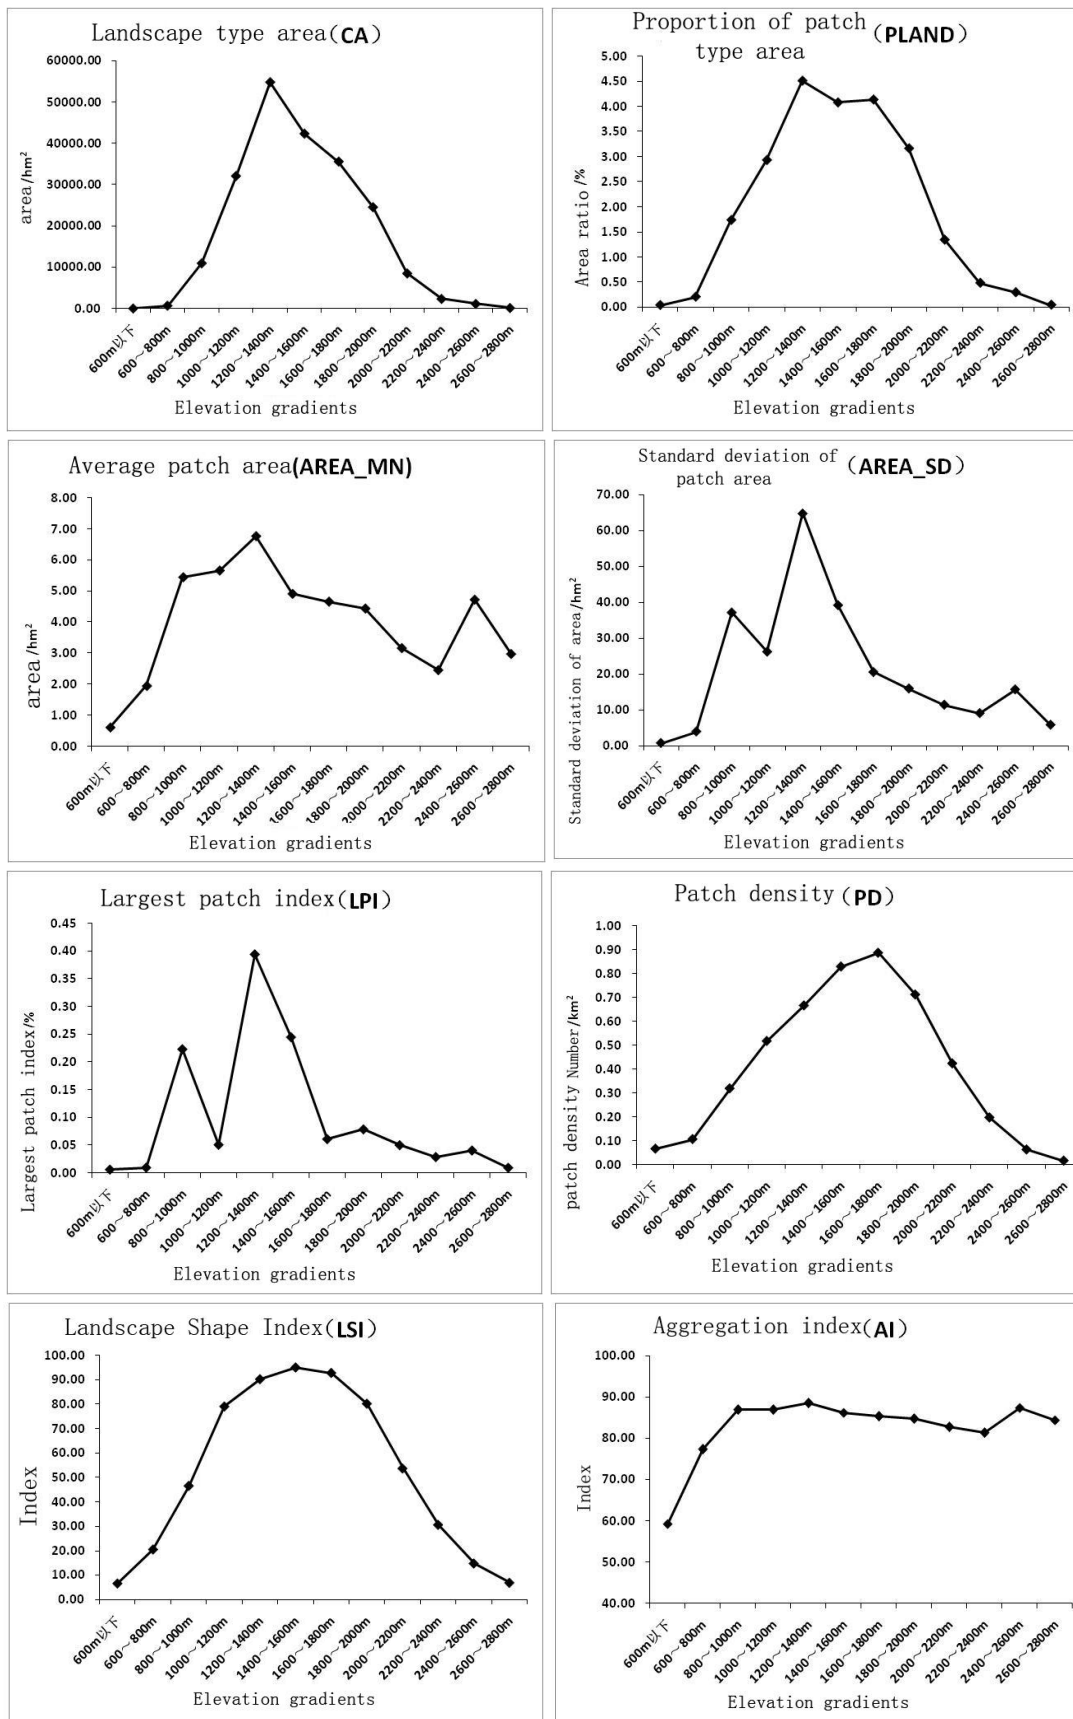 Landscape type area(CA)
60000.00
50000.00
40000.00
30000.00
20000.00
10000.00
0.00
area/hm²
600m以下
600～800m
800～1000m
1000～1200m
1200～1400m
1400～1600m
1600～1800m
1800～2000m
2000～2200m
2200～2400m
2400～2600m
2600～2800m
Elevation gradients
Proportion of patch
type area
(PLAND)
5.00
4.50
4.00
3.50
3.00
2.50
2.00
1.50
1.00
0.50
0.00
Area ratio/%
600m以下
600～800m
800～1000m
1000～1200m
1200～1400m
1400～1600m
1600～1800m
1800～2000m
2000～2200m
2200～2400m
2400～2600m
2600～2800m
Elevation gradients
Average patch area(AREA_MN)
8.00
7.00
6.00
5.00
4.00
3.00
2.00
1.00
0.00
area/hm²
600m以下
600～800m
800～1000m
1000～1200m
1200～1400m
1400～1600m
1600～1800m
1800～2000m
2000～2200m
2200～2400m
2400～2600m
2600～2800m
Elevation gradients
Standard deviation of
patch area
(AREA_SD)
70.00
60.00
50.00
40.00
30.00
20.00
10.00
0.00
Standard deviation of area/hm²
600m以下
600～800m
800～1000m
1000～1200m
1200～1400m
1400～1600m
1600～1800m
1800～2000m
2000～2200m
2200～2400m
2400～2600m
2600～2800m
Elevation gradients
Largest patch index(LPI)
0.45
0.40
0.35
0.30
0.25
0.20
0.15
0.10
0.05
0.00
Largest patch index/%
600m以下
600～800m
800～1000m
1000～1200m
1200～1400m
1400～1600m
1600～1800m
1800～2000m
2000～2200m
2200～2400m
2400～2600m
2600～2800m
Elevation gradients
Patch density(PD)
1.00
0.90
0.80
0.70
0.60
0.50
0.40
0.30
0.20
0.10
0.00
patch density Number/km²
600m以下
600～800m
800～1000m
1000～1200m
1200～1400m
1400～1600m
1600～1800m
1800～2000m
2000～2200m
2200～2400m
2400～2600m
2600～2800m
Elevation gradients
Landscape Shape Index(LSI)
100.00
90.00
80.00
70.00
60.00
50.00
40.00
30.00
20.00
10.00
0.00
Index
600m以下
600～800m
800～1000m
1000～1200m
1200～1400m
1400～1600m
1600～1800m
1800～2000m
2000～2200m
2200～2400m
2400～2600m
2600～2800m
Elevation gradients
Aggregation index(AI)
100.00
90.00
80.00
70.00
60.00
50.00
40.00
Index
600m以下
600～800m
800～1000m
1000～1200m
1200～1400m
1400～1600m
1600～1800m
1800～2000m
2000～2200m
2200～2400m
2400～2600m
2600～2800m
Elevation gradients